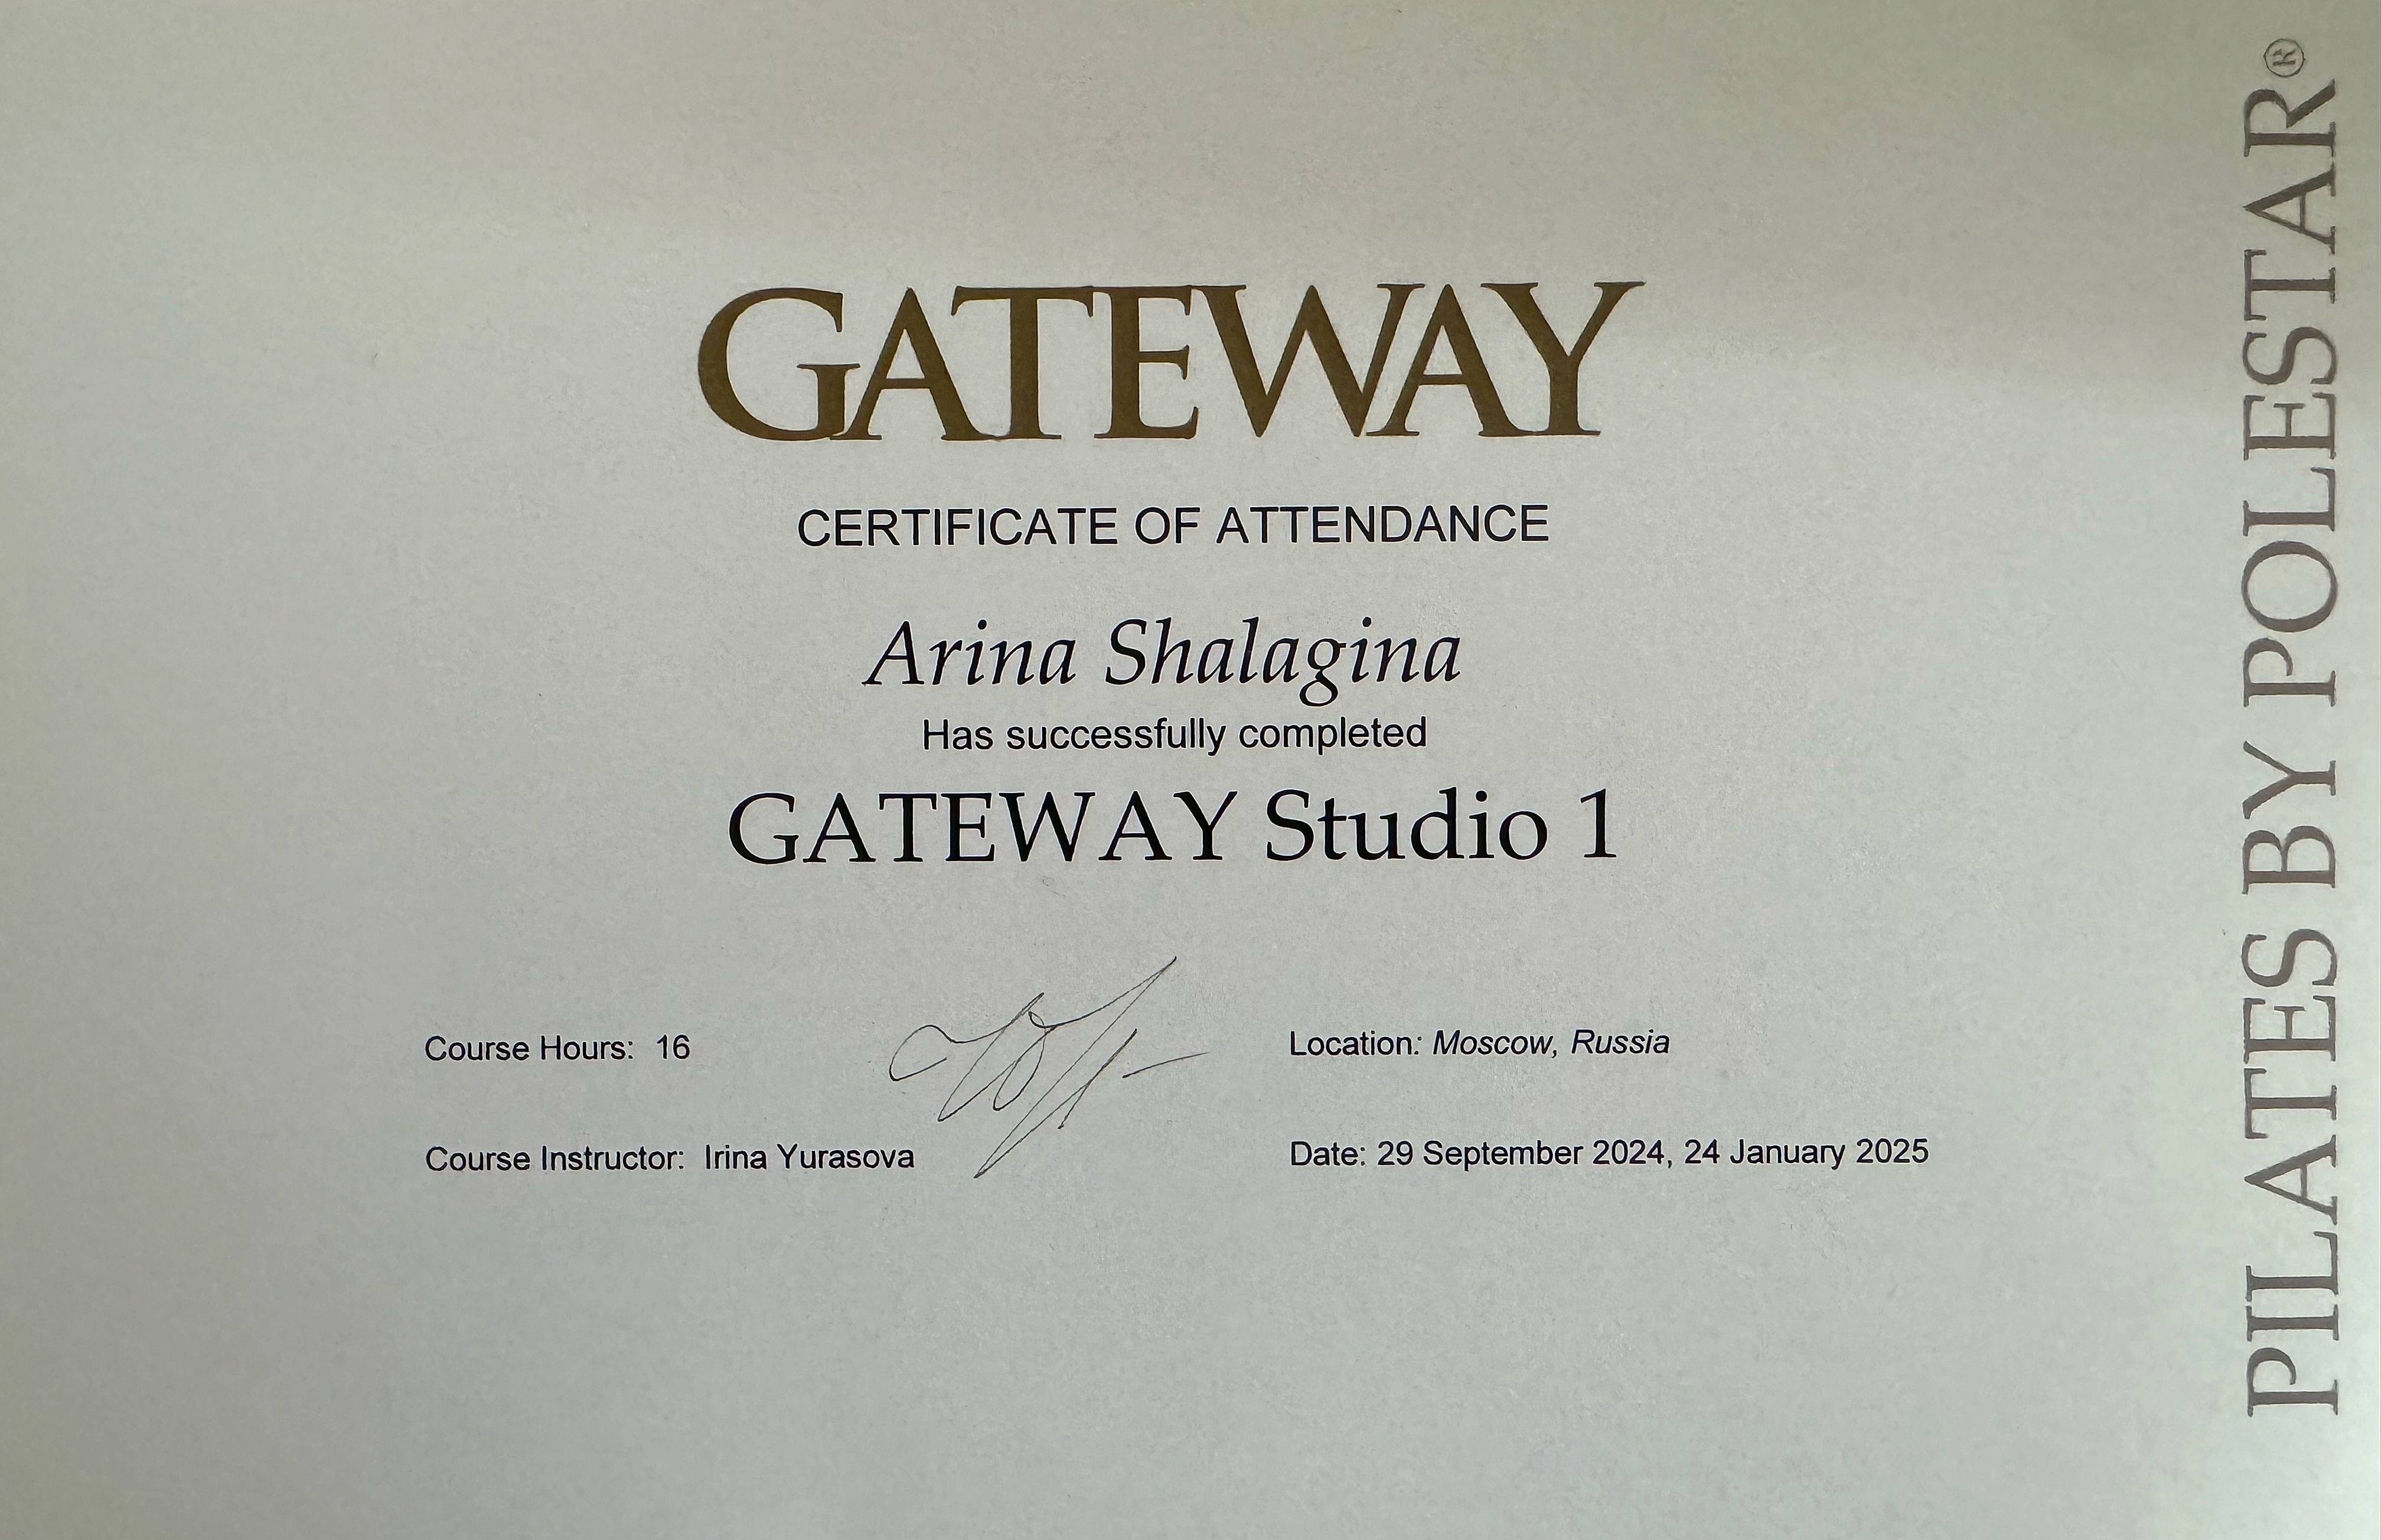 GATEWAY
CERTIFICATE OF ATTENDANCE
Arina Shalagina
Has successfully completed
GATEWAY Studio 1
Course Hours: 16
Location: Moscow, Russia
Course Instructor: Irina Yurasova
Date: 29 September 2024, 24 January 2025
PILATES BY POLESTAR®